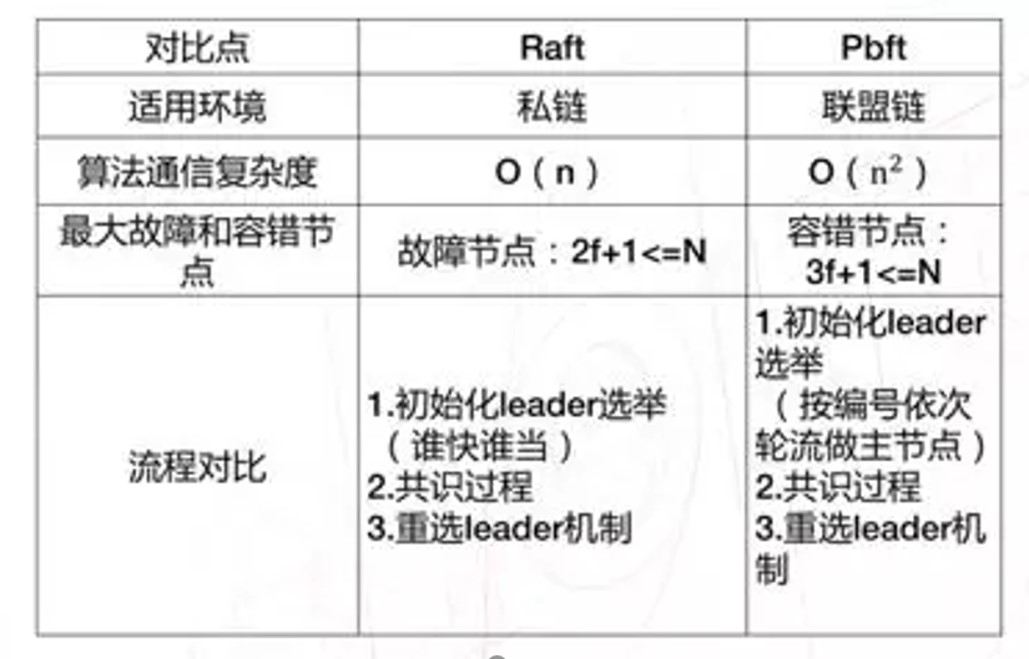 对比点 Raft Pbft
适用环境 私链 联盟链
算法通信复杂度 O（n） O（n²）
最大故障和容错节
点
故障节点：2f+1<=N
容错节点：
3f+1<=N
流程对比
1.初始化leader选举
（谁快谁当）
2.共识过程
3.重选leader机制
1.初始化leader
选举
（按编号依次
轮流做主节点）
2.共识过程
3.重选leader机
制